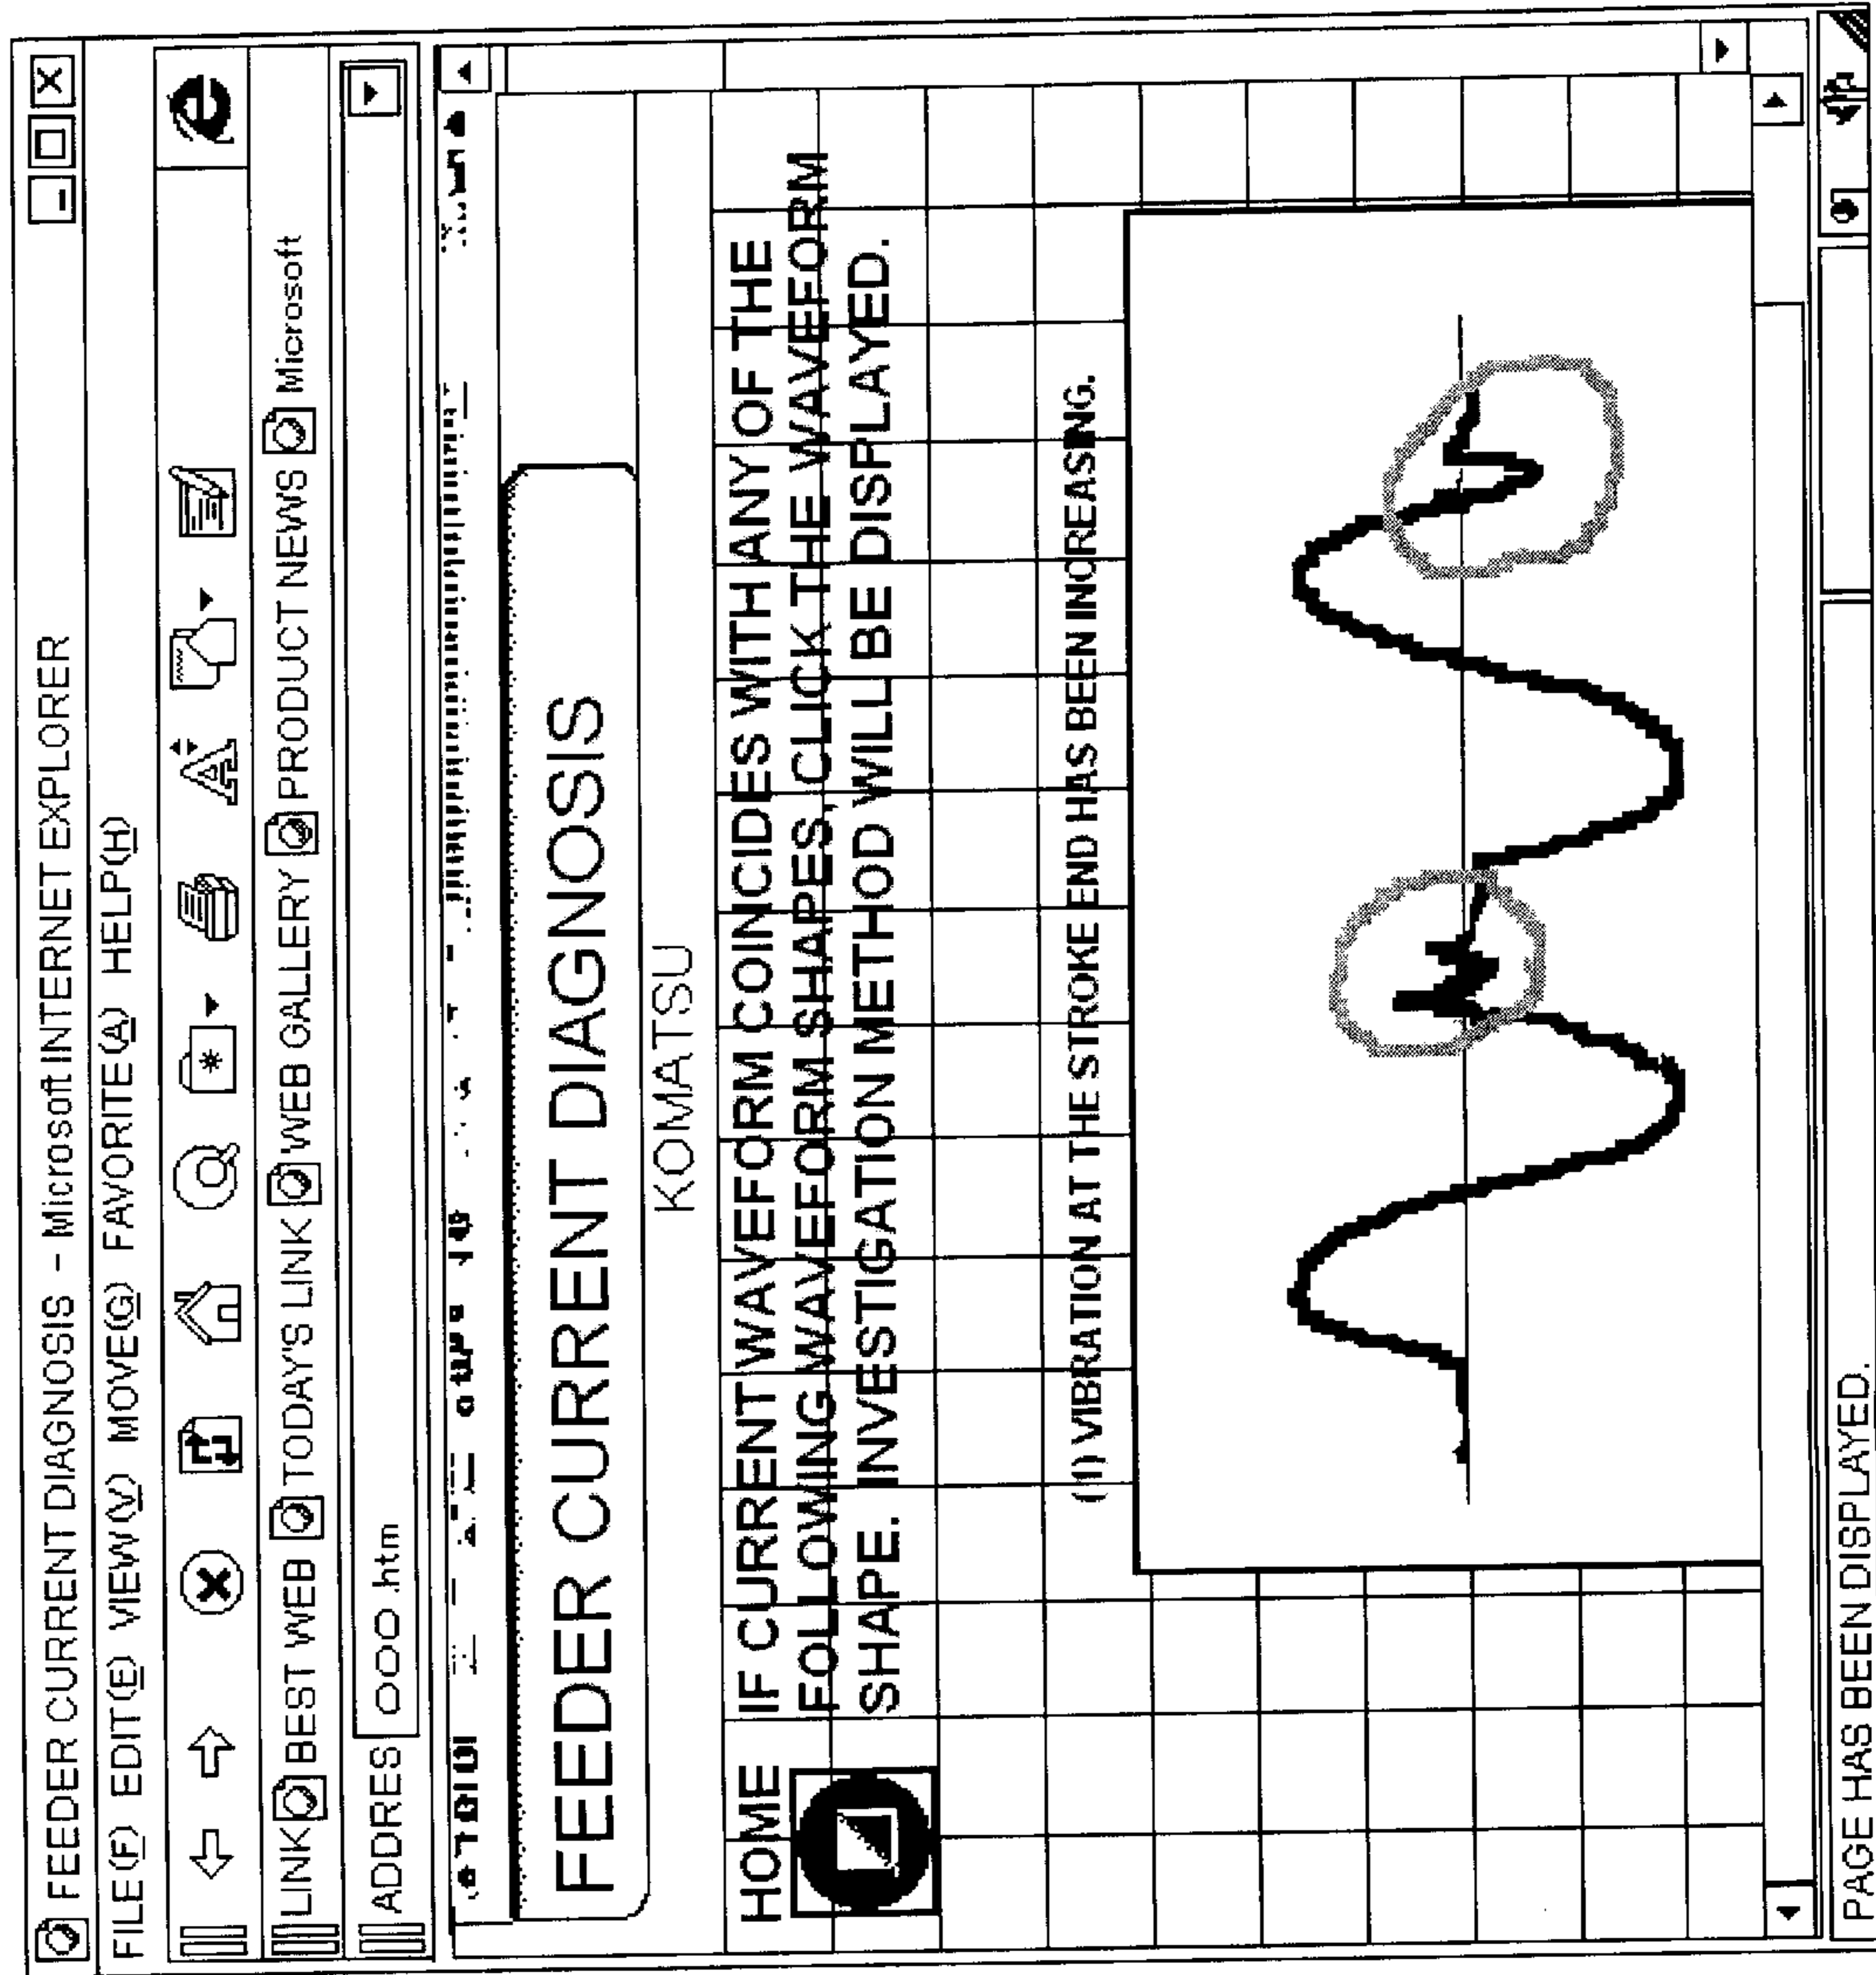 FEEDER CURRENT DIAGNOSIS - Microsoft INTERNET EXPLORER
FILE(F) EDIT(E) VIEW(V) MOVE(G) FAVORITE(A) HELP(H)
LINK BEST WEB TODAY'S LINK WEB GALLERY PRODUCT NEWS Microsoft
ADDRES OOO.htm
FEEDER CURRENT DIAGNOSIS
KOMATSU
HOME IF CURRENT WAVEFORM COINCIDES WITH ANY OF THE
FOLLOWING WAVEFORM SHAPES, CLICK THE WAVEFORM
SHAPE. INVESTIGATION METHOD WILL BE DISPLAYED.
(1) VIBRATION AT THE STROKE END HAS BEEN INCREASING.
PAGE HAS BEEN DISPLAYED.